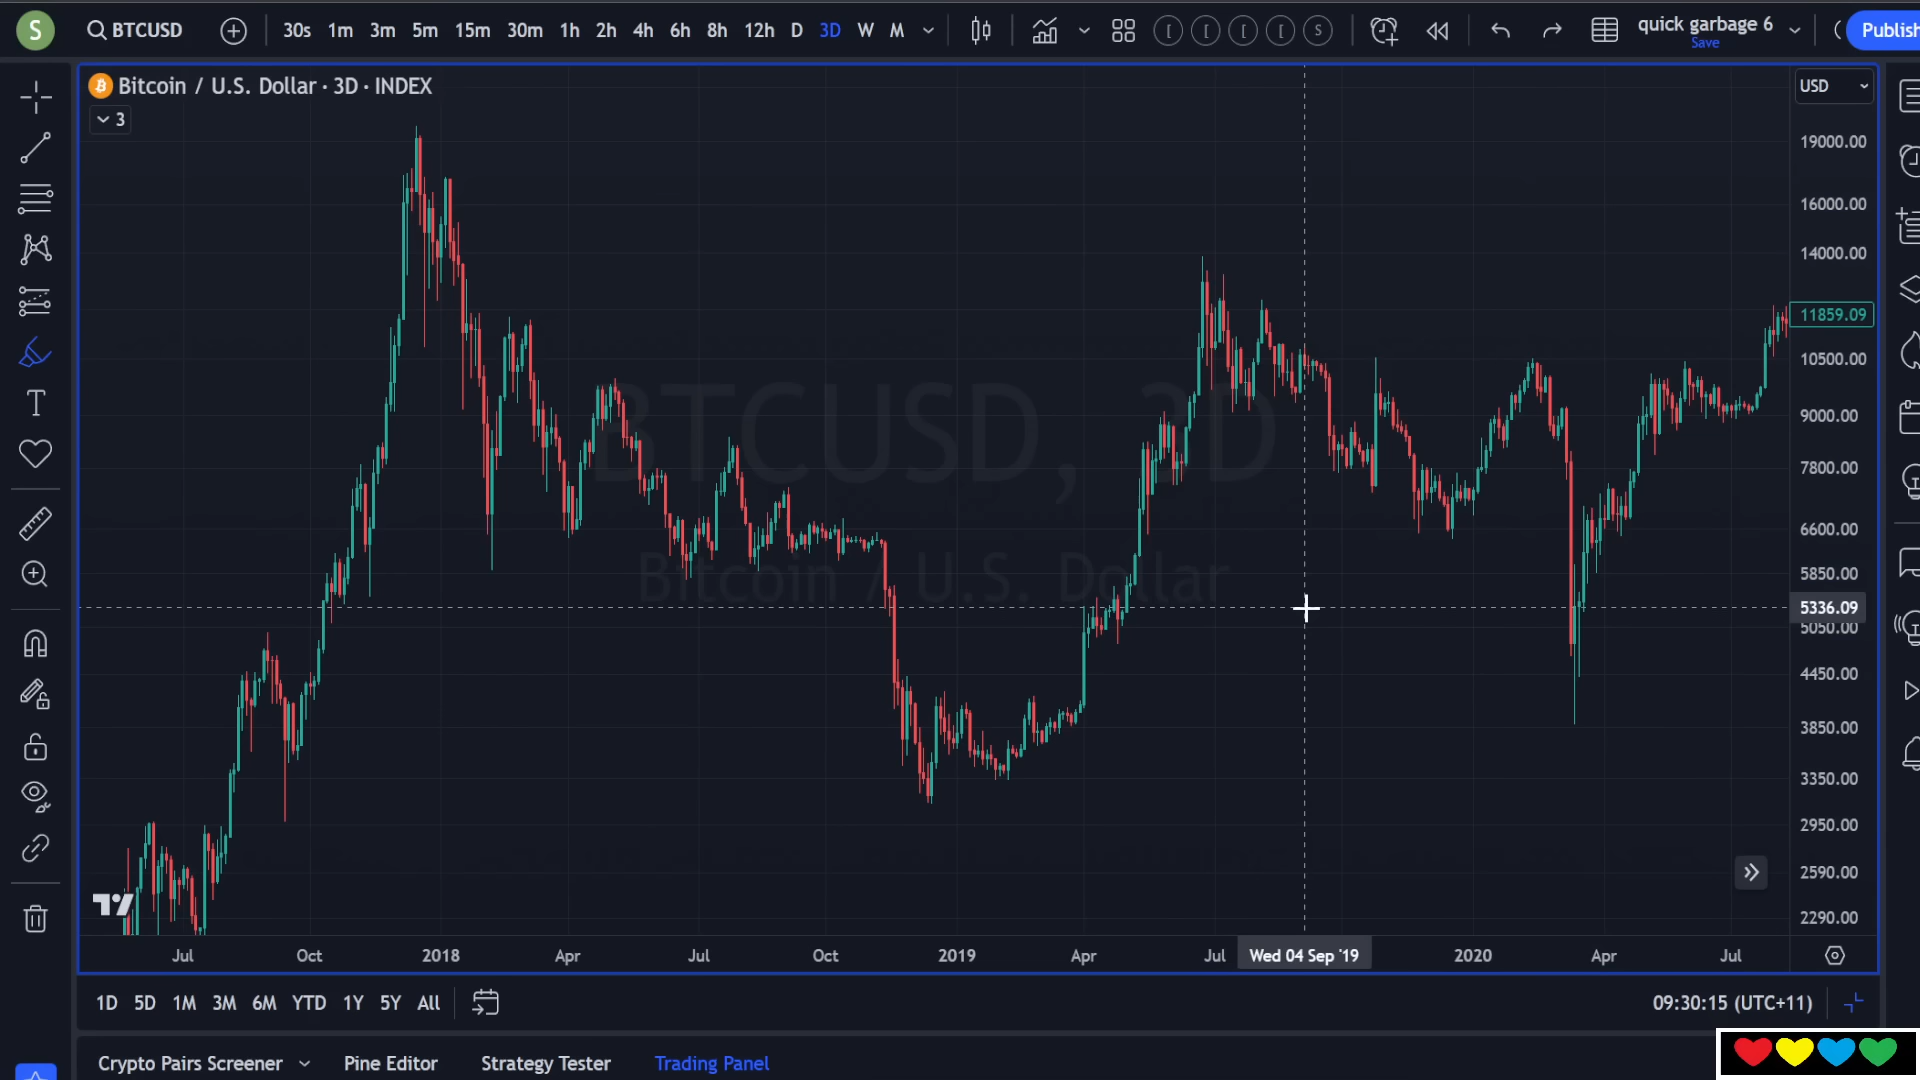 S
BTCUSD
30s 1m 3m 5m 15m 30m 1h 2h 4h 6h 8h 12h D 3D W M
[ [ [ [ S
quick garbage 6
Save
Publish
Bitcoin / U.S. Dollar · 3D · INDEX
3
USD
19000.00
16000.00
14000.00
11859.09
10500.00
9000.00
7800.00
6600.00
5850.00
5336.09
5050.00
4450.00
3850.00
3350.00
2950.00
2590.00
2290.00
BTCUSD, 3D
Bitcoin / U.S. Dollar
Jul Oct 2018 Apr Jul Oct 2019 Apr Jul Wed 04 Sep '19 2020 Apr Jul
1D 5D 1M 3M 6M YTD 1Y 5Y All
09:30:15 (UTC+11)
Crypto Pairs Screener Pine Editor Strategy Tester Trading Panel